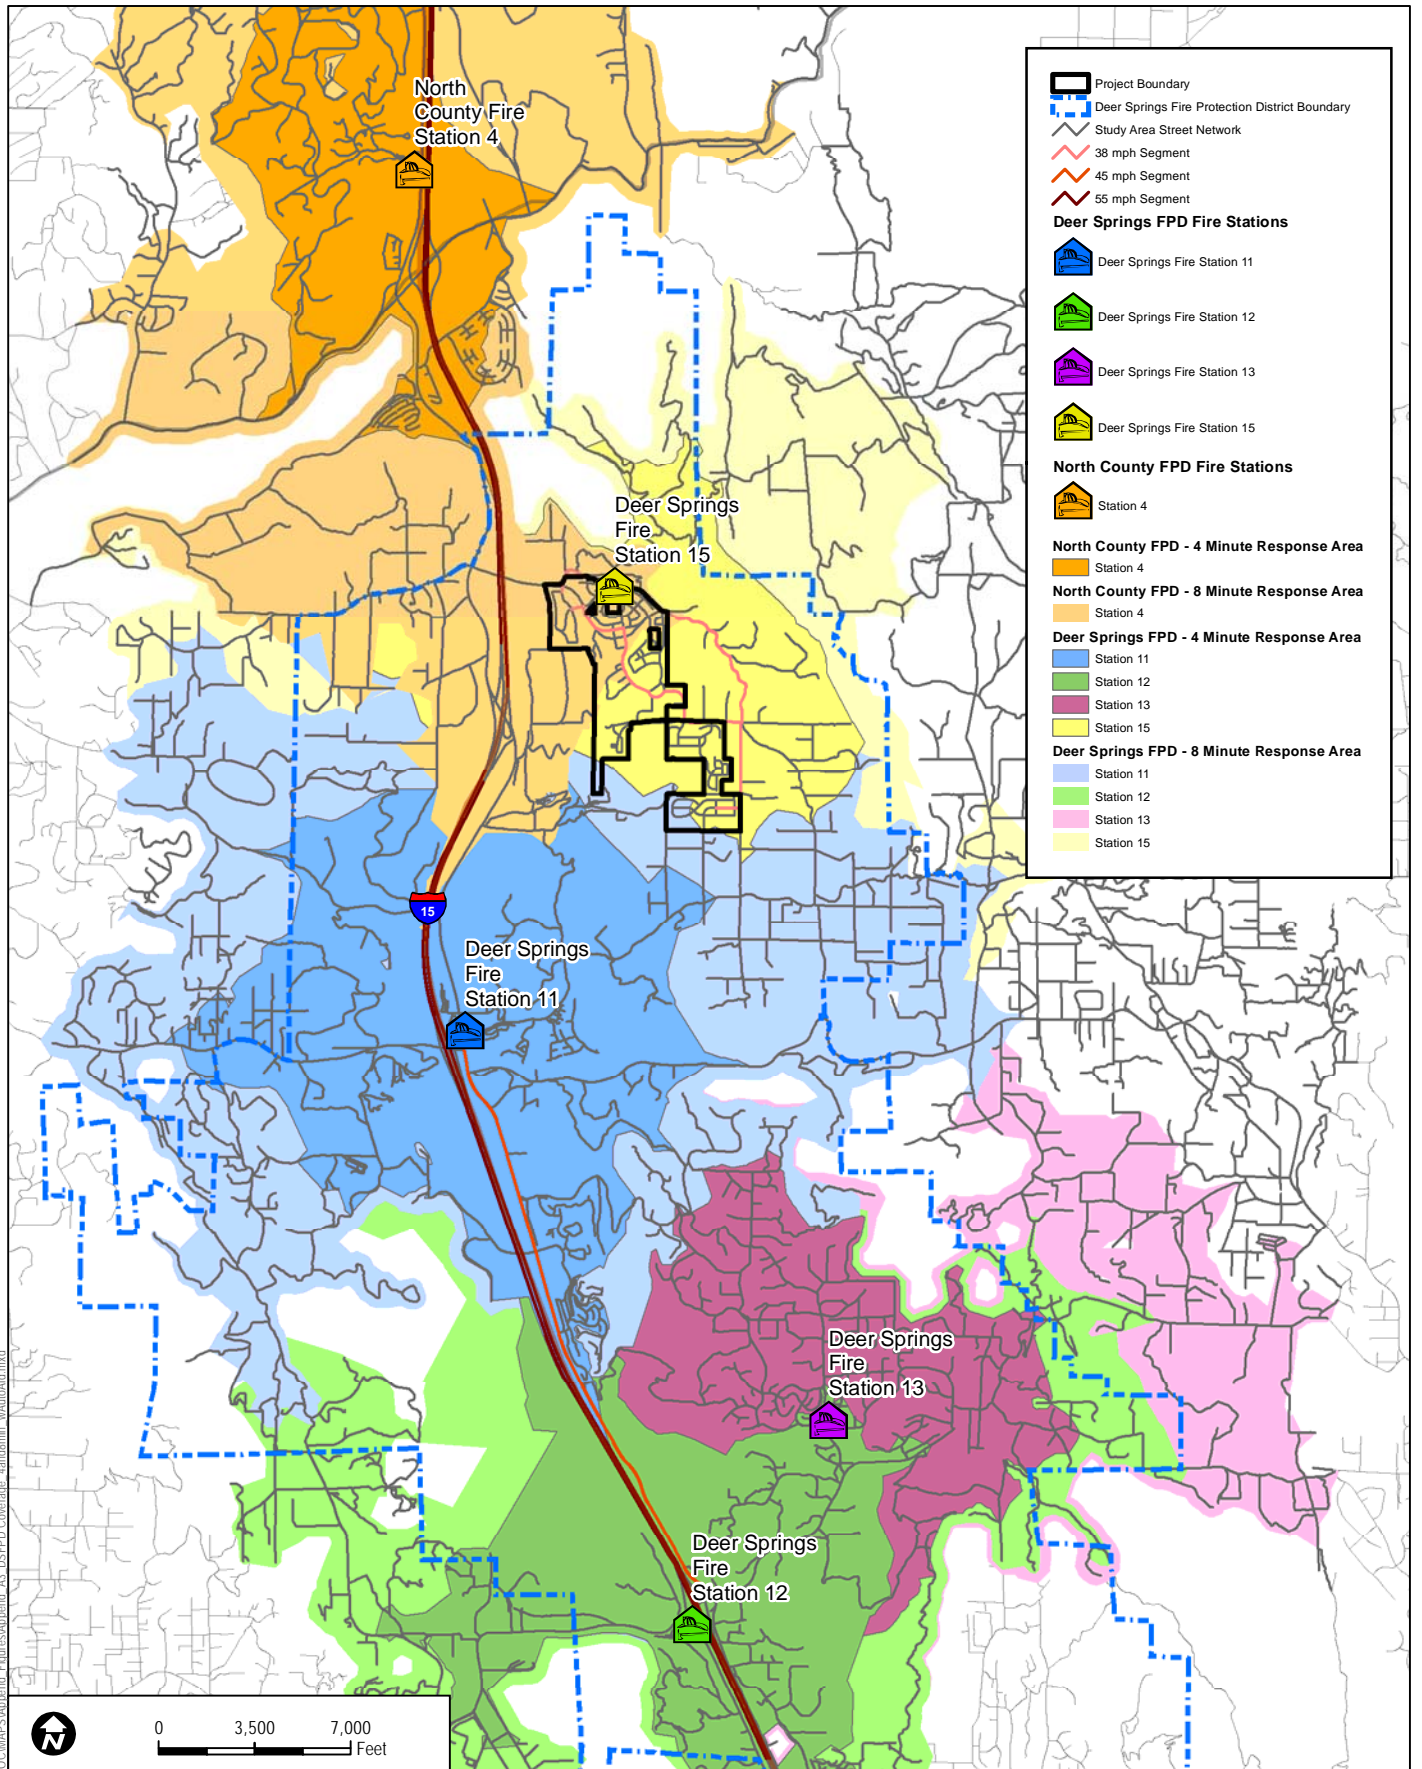 North
County Fire
Station 4
Deer Springs
Fire
Station 15
15
Deer Springs
Fire
Station 11
Deer Springs
Fire
Station 13
Deer Springs
Fire
Station 12
Project Boundary
Deer Springs Fire Protection District Boundary
Study Area Street Network
38 mph Segment
45 mph Segment
55 mph Segment
Deer Springs FPD Fire Stations
Deer Springs Fire Station 11
Deer Springs Fire Station 12
Deer Springs Fire Station 13
Deer Springs Fire Station 15
North County FPD Fire Stations
Station 4
North County FPD - 4 Minute Response Area
Station 4
North County FPD - 8 Minute Response Area
Station 4
Deer Springs FPD - 4 Minute Response Area
Station 11
Station 12
Station 13
Station 15
Deer Springs FPD - 8 Minute Response Area
Station 11
Station 12
Station 13
Station 15
N
0 3,500 7,000
Feet